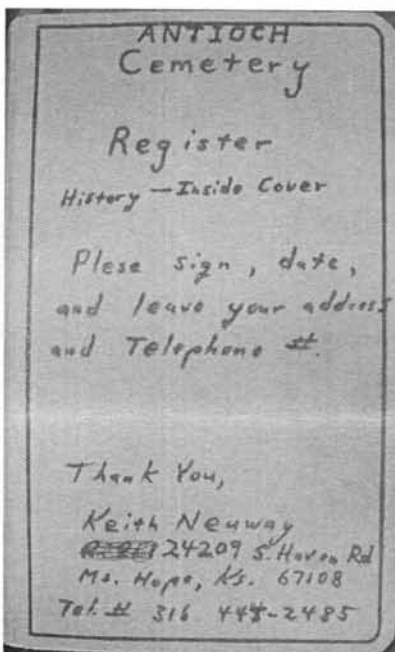 ANTIOCH
Cemetery
Register
History - Inside Cover
Plese sign, date,
and leave your address
and Telephone #.
Thank You,
Keith Neuway
24209 S. Haven Rd
Mt. Hope, Ks. 67108
Tel. # 316 444-2485